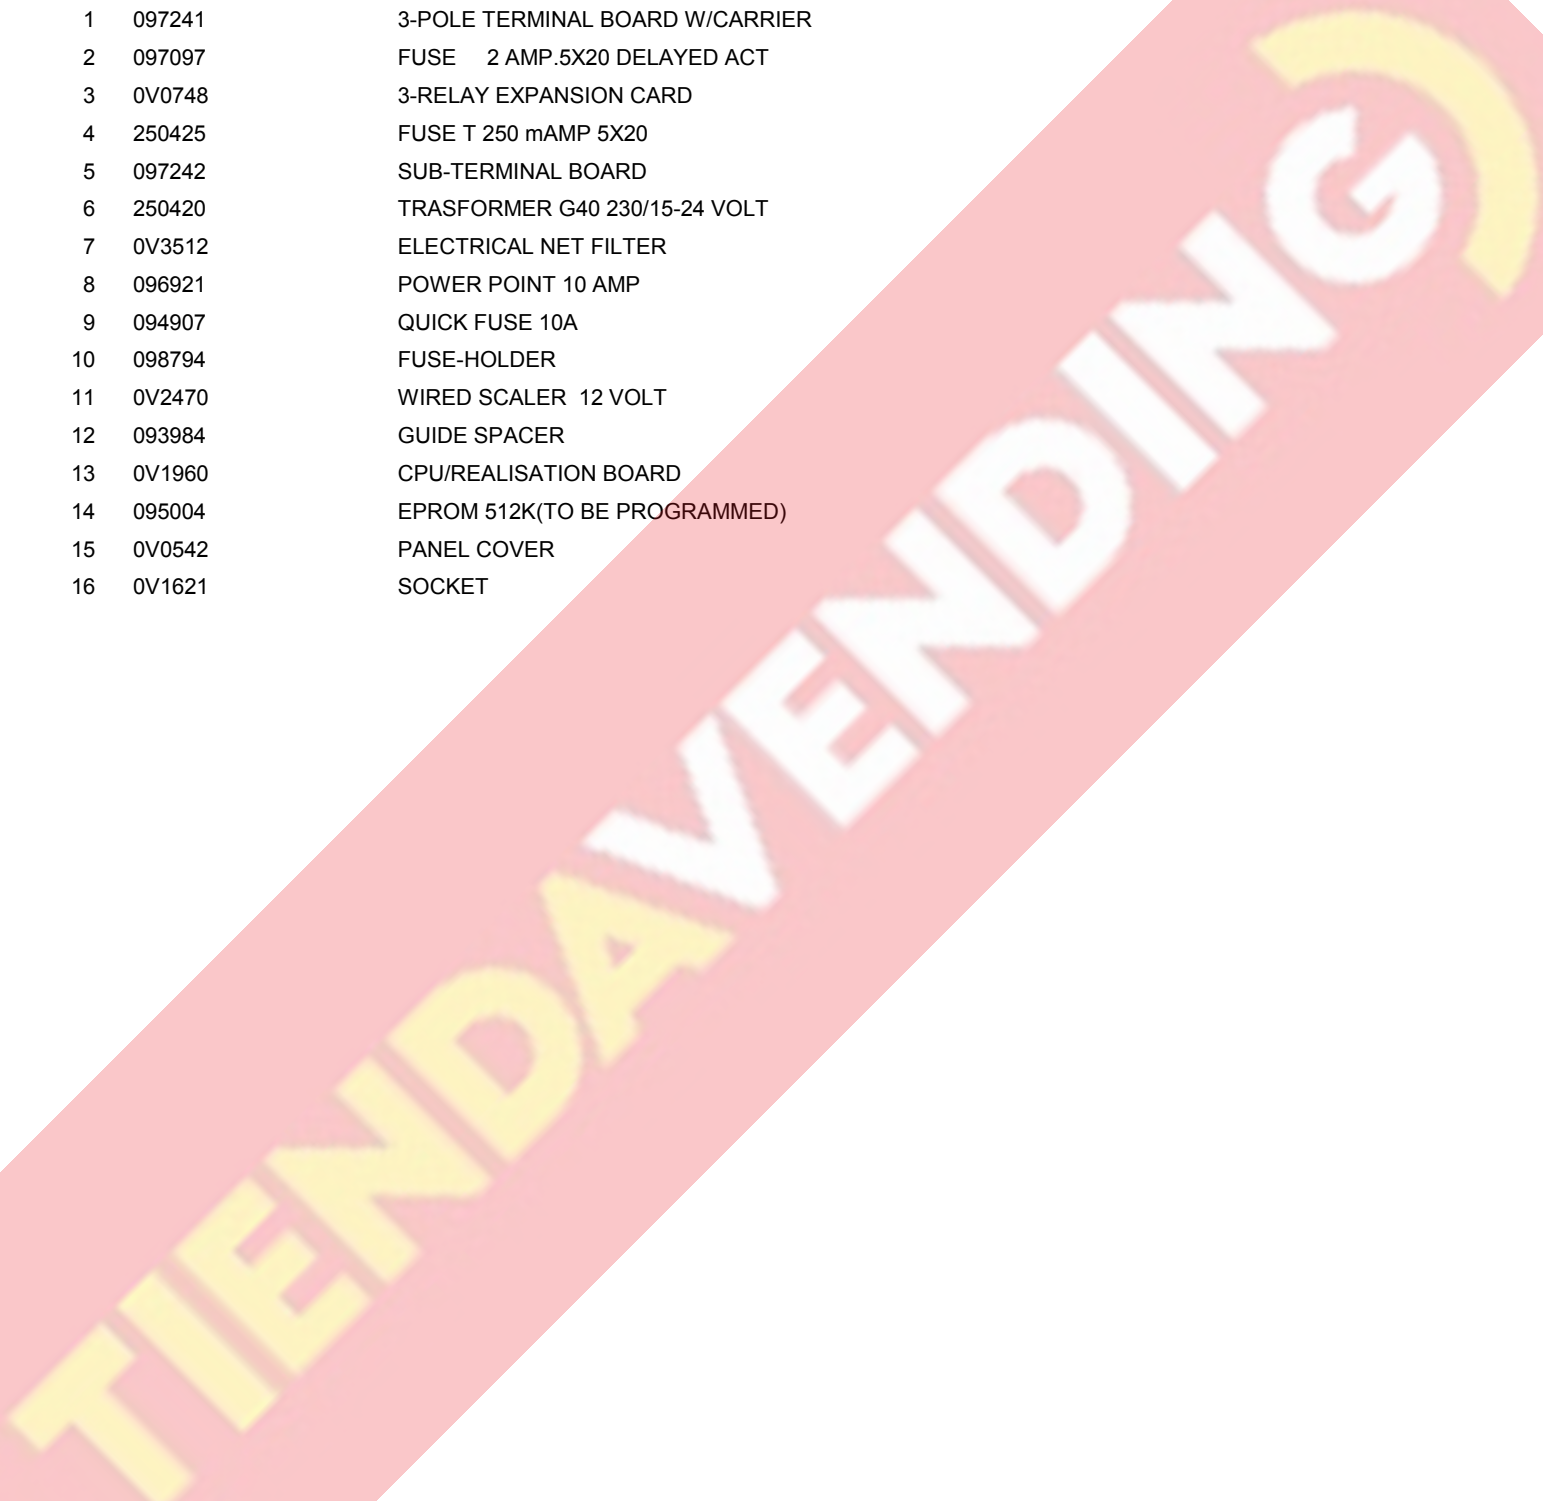 1 097241 3-POLE TERMINAL BOARD W/CARRIER
2 097097 FUSE 2 AMP.5X20 DELAYED ACT
3 0V0748 3-RELAY EXPANSION CARD
4 250425 FUSE T 250 mAMP 5X20
5 097242 SUB-TERMINAL BOARD
6 250420 TRASFORMER G40 230/15-24 VOLT
7 0V3512 ELECTRICAL NET FILTER
8 096921 POWER POINT 10 AMP
9 094907 QUICK FUSE 10A
10 098794 FUSE-HOLDER
11 0V2470 WIRED SCALER 12 VOLT
12 093984 GUIDE SPACER
13 0V1960 CPU/REALISATION BOARD
14 095004 EPROM 512K(TO BE PROGRAMMED)
15 0V0542 PANEL COVER
16 0V1621 SOCKET
TIENDAVENDING